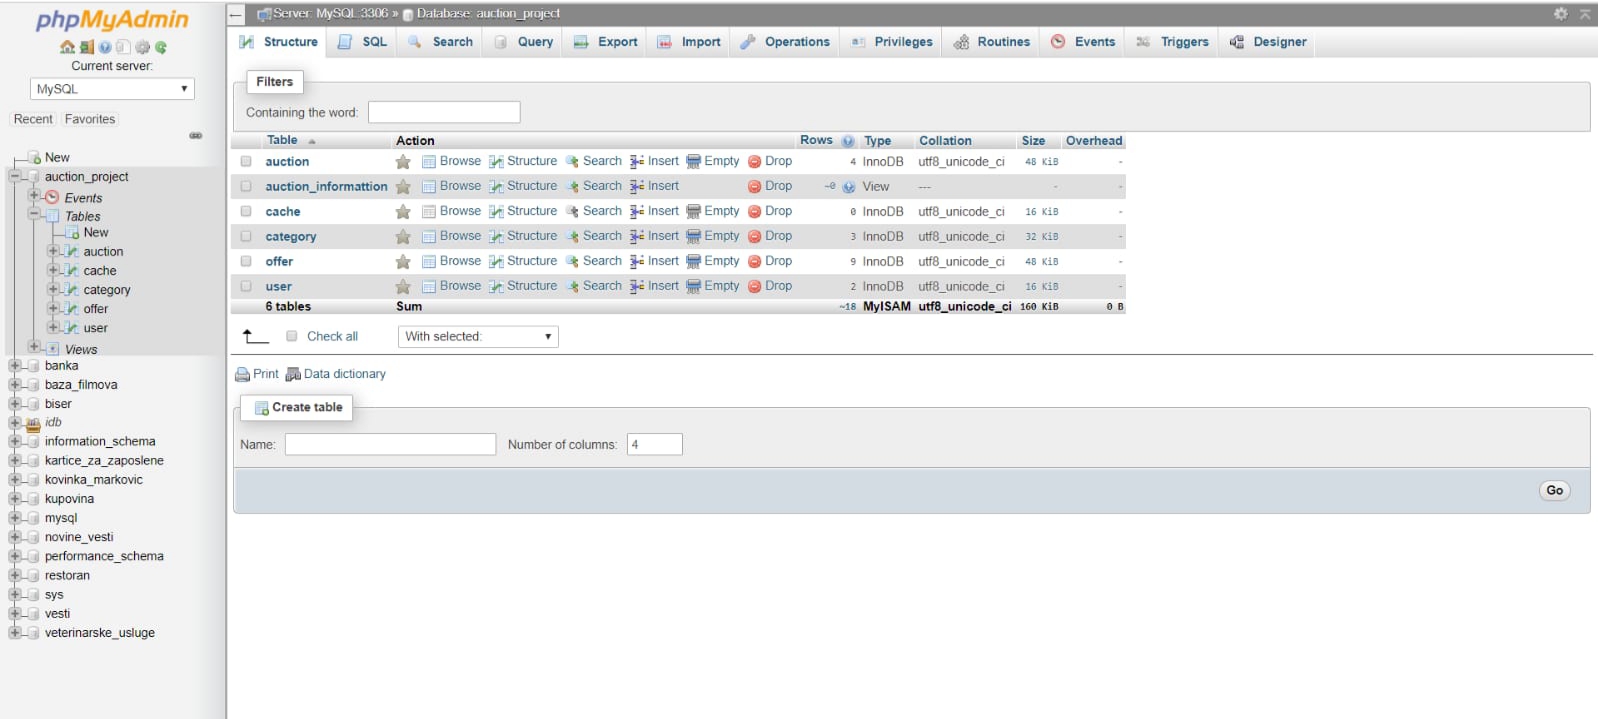 phpMyAdmin
Current server:
MySQL
Recent Favorites
New
auction_project
Events
Tables
New
auction
cache
category
offer
user
Views
banka
baza_filmova
biser
idb
information_schema
kartice_za_zaposlene
kovinka_markovic
kupovina
mysql
novine_vesti
performance_schema
restoran
sys
vesti
veterinarske_usluge
Server: MySQL:3306 » Database: auction_project
Structure SQL Search Query Export Import Operations Privileges Routines Events Triggers Designer
Filters
Containing the word:
Table Action Rows Type Collation Size Overhead
auction Browse Structure Search Insert Empty Drop 4 InnoDB utf8_unicode_ci 48 KiB -
auction_informattion Browse Structure Search Insert Drop ~0 View --- - -
cache Browse Structure Search Insert Empty Drop 0 InnoDB utf8_unicode_ci 16 KiB -
category Browse Structure Search Insert Empty Drop 3 InnoDB utf8_unicode_ci 32 KiB -
offer Browse Structure Search Insert Empty Drop 9 InnoDB utf8_unicode_ci 48 KiB -
user Browse Structure Search Insert Empty Drop 2 InnoDB utf8_unicode_ci 16 KiB -
6 tables Sum ~18 MyISAM utf8_unicode_ci 160 KiB 0 B
Check all With selected:
Print Data dictionary
Create table
Name: Number of columns: 4
Go